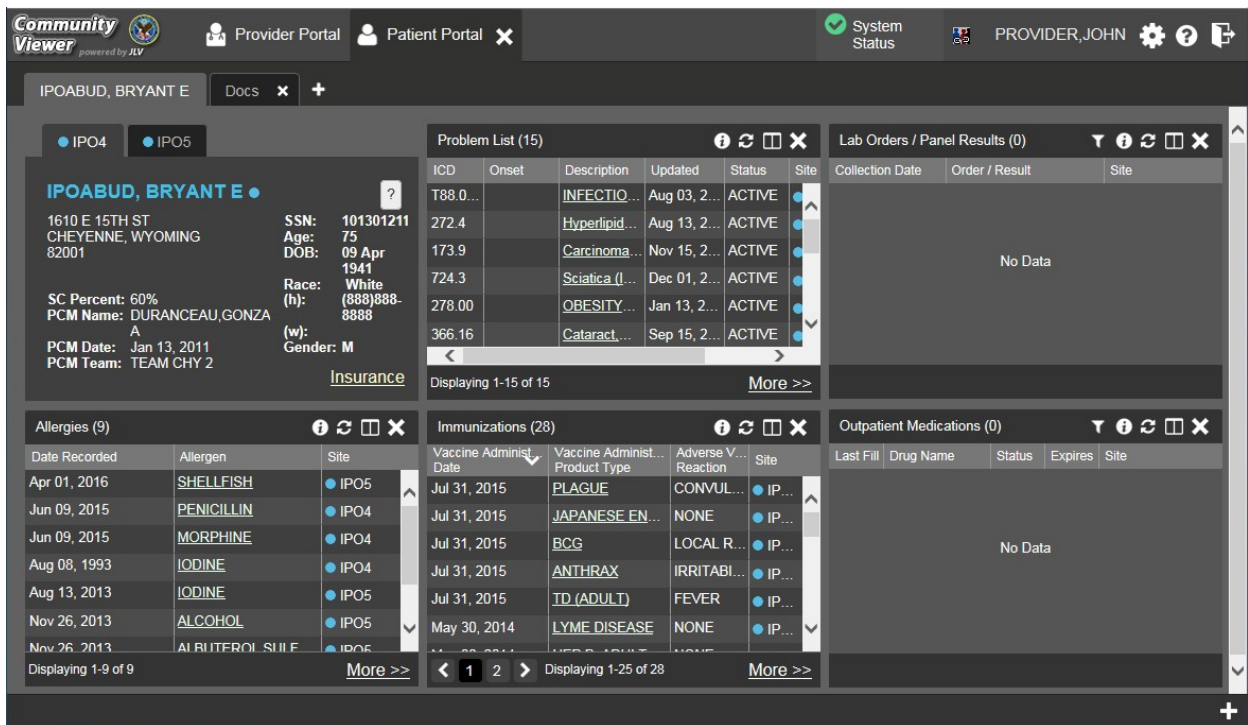 Community Viewer powered by JLV
Provider Portal
Patient Portal
System Status
PROVIDER,JOHN
IPOABUD, BRYANT E
Docs
IPO4
IPO5
IPOABUD, BRYANT E
?
1610 E 15TH ST
CHEYENNE, WYOMING
82001
SSN: 101301211
Age: 75
DOB: 09 Apr 1941
Race: White
(h): (888)888-8888
(w):
Gender: M
SC Percent: 60%
PCM Name: DURANCEAU,GONZA
A
PCM Date: Jan 13, 2011
PCM Team: TEAM CHY 2
Insurance
Problem List (15)
ICD Onset Description Updated Status Site
T88.0... INFECTIO... Aug 03, 2... ACTIVE
272.4 Hyperlipid... Aug 13, 2... ACTIVE
173.9 Carcinoma... Nov 15, 2... ACTIVE
724.3 Sciatica (I... Dec 01, 2... ACTIVE
278.00 OBESITY... Jan 13, 2... ACTIVE
366.16 Cataract,... Sep 15, 2... ACTIVE
Displaying 1-15 of 15
More >>
Lab Orders / Panel Results (0)
Collection Date Order / Result Site
No Data
Allergies (9)
Date Recorded Allergen Site
Apr 01, 2016 SHELLFISH IPO5
Jun 09, 2015 PENICILLIN IPO4
Jun 09, 2015 MORPHINE IPO4
Aug 08, 1993 IODINE IPO4
Aug 13, 2013 IODINE IPO5
Nov 26, 2013 ALCOHOL IPO5
Nov 26, 2013 ALBUTEROL SULF IPO5
Displaying 1-9 of 9
More >>
Immunizations (28)
Vaccine Administ... Date Vaccine Administ... Product Type Adverse V... Reaction Site
Jul 31, 2015 PLAGUE CONVUL... IP...
Jul 31, 2015 JAPANESE EN... NONE IP...
Jul 31, 2015 BCG LOCAL R... IP...
Jul 31, 2015 ANTHRAX IRRITABI... IP...
Jul 31, 2015 TD (ADULT) FEVER IP...
May 30, 2014 LYME DISEASE NONE IP...
1 2 Displaying 1-25 of 28
More >>
Outpatient Medications (0)
Last Fill Drug Name Status Expires Site
No Data